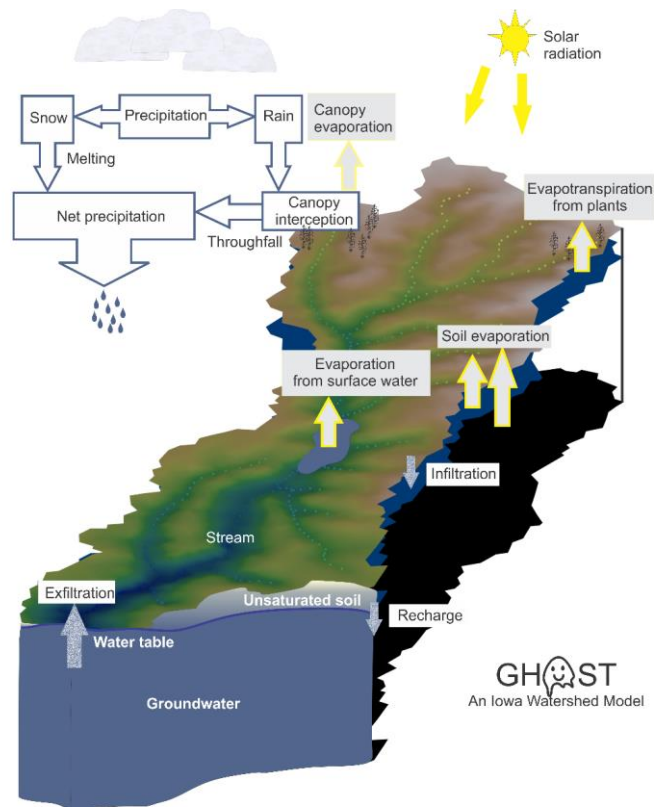 Solar
radiation
Snow
Precipitation
Rain
Canopy
evaporation
Melting
Net precipitation
Canopy
interception
Throughfall
Evapotranspiration
from plants
Soil evaporation
Evaporation
from surface water
Infiltration
Stream
Exfiltration
Unsaturated soil
Recharge
Water table
Groundwater
GHOST
An Iowa Watershed Model